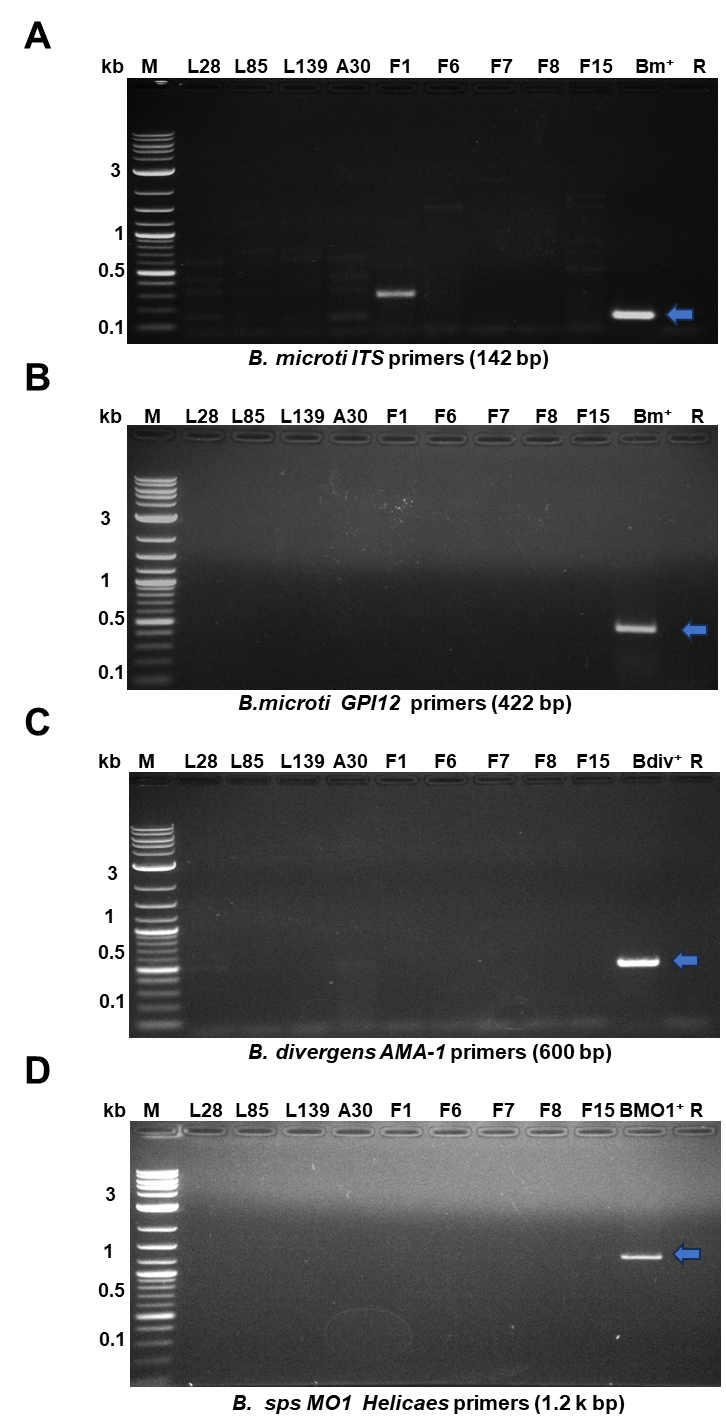 A
kb M L28 L85 L139 A30 F1 F6 F7 F8 F15 Bm⁺ R
3
1
0.5
0.1
B. microti ITS primers (142 bp)
B
kb M L28 L85 L139 A30 F1 F6 F7 F8 F15 Bm⁺ R
3
1
0.5
0.1
B.microti GPI12 primers (422 bp)
C
kb M L28 L85 L139 A30 F1 F6 F7 F8 F15 Bdiv⁺ R
3
1
0.5
0.1
B. divergens AMA-1 primers (600 bp)
D
kb M L28 L85 L139 A30 F1 F6 F7 F8 F15 BMO1⁺ R
3
1
0.5
0.1
B. sps MO1 Helicaes primers (1.2 k bp)